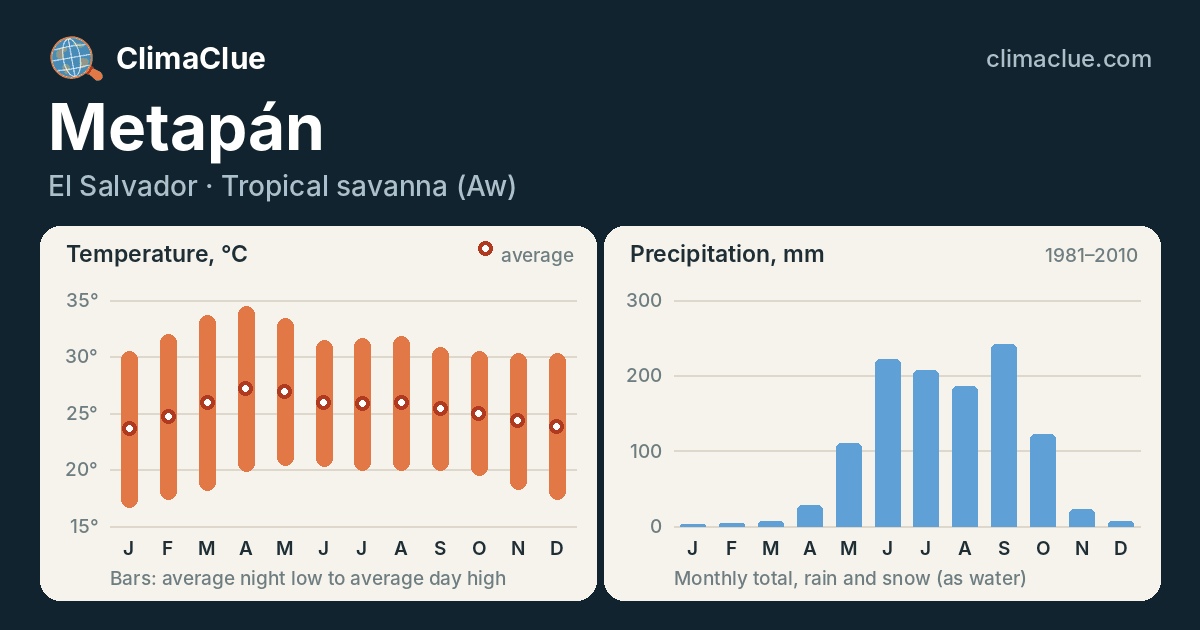 ClimaClue
climaclue.com
Metapán
El Salvador · Tropical savanna (Aw)
Temperature, °C
average
35°
30°
25°
20°
15°
J F M A M J J A S O N D
Bars: average night low to average day high
Precipitation, mm
1981–2010
300
200
100
0
J F M A M J J A S O N D
Monthly total, rain and snow (as water)